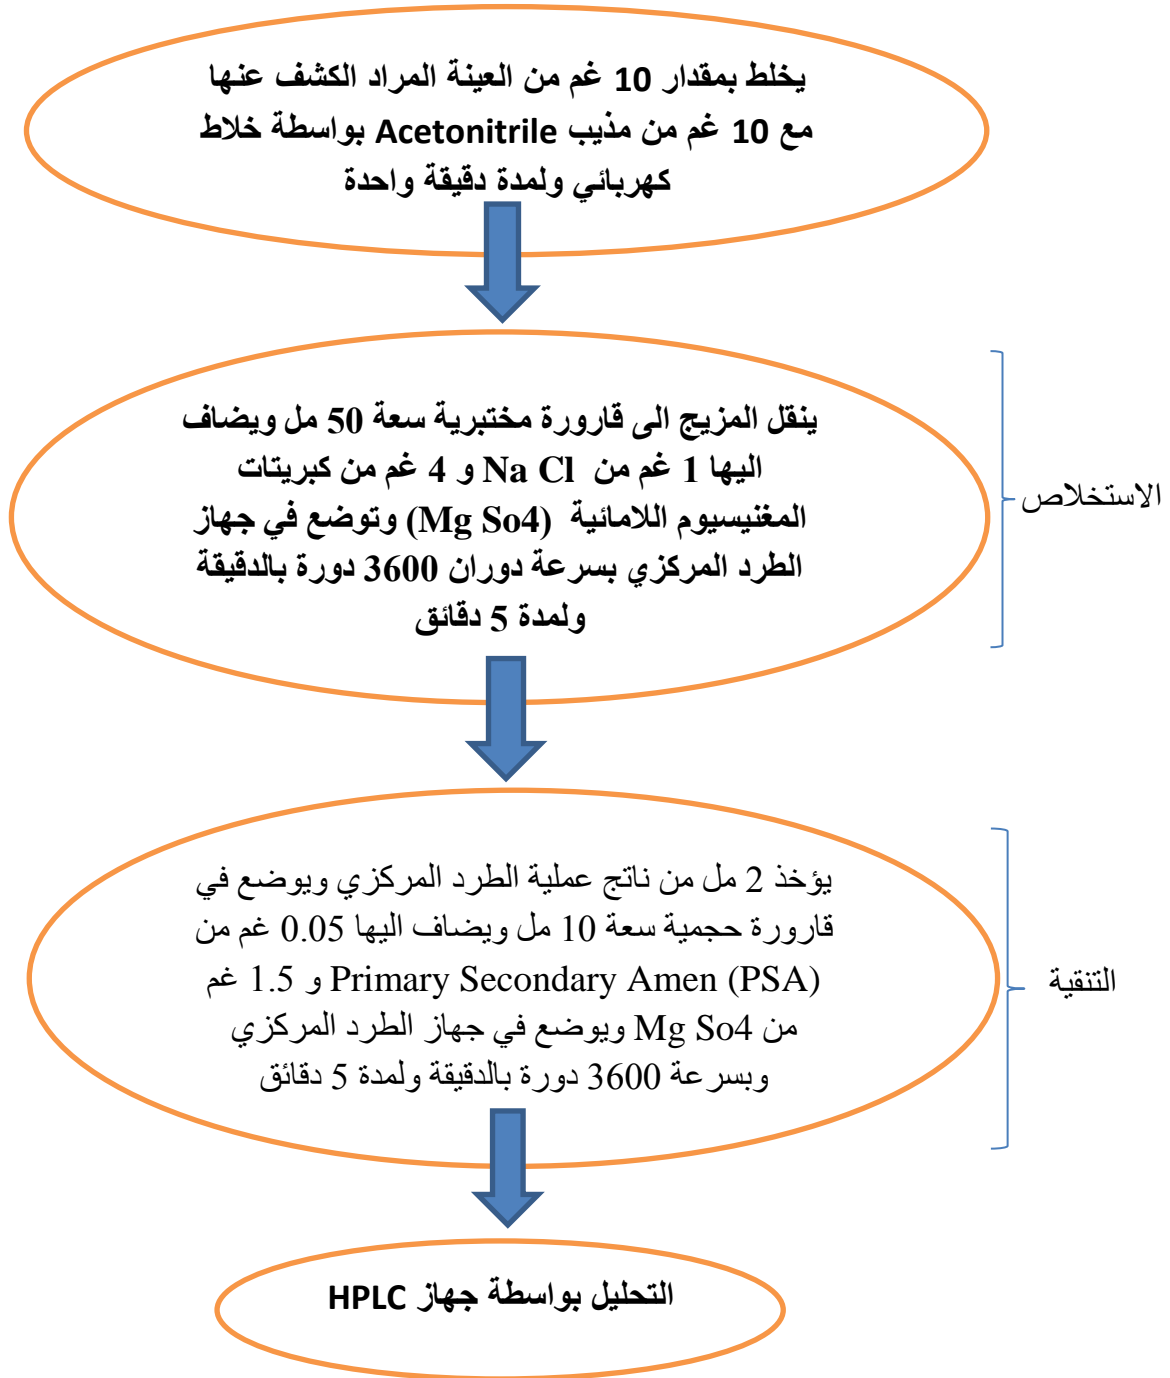 يخلط بمقدار 10 غم من العينة المراد الكشف عنها
مع 10 غم من مذيب Acetonitrile بواسطة خلاط
كهربائي ولمدة دقيقة واحدة
ينقل المزيج الى قارورة مختبرية سعة 50 مل ويضاف
اليها 1 غم من Na Cl و 4 غم من كبريتات
المغنيسيوم اللامائية (Mg So4) وتوضع في جهاز
الطرد المركزي بسرعة دوران 3600 دورة بالدقيقة
ولمدة 5 دقائق
الاستخلاص
يؤخذ 2 مل من ناتج عملية الطرد المركزي ويوضع في
قارورة حجمية سعة 10 مل ويضاف اليها 0.05 غم من
Primary Secondary Amen (PSA) و 1.5 غم
من Mg So4 ويوضع في جهاز الطرد المركزي
وبسرعة 3600 دورة بالدقيقة ولمدة 5 دقائق
التنقية
التحليل بواسطة جهاز HPLC